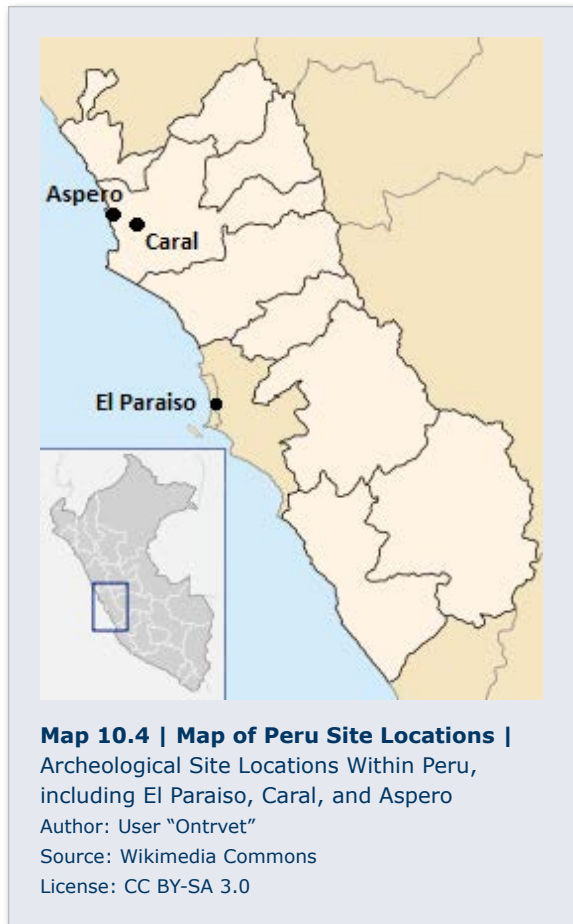 Aspero
Caral
El Paraiso
Map 10.4 | Map of Peru Site Locations |
Archeological Site Locations Within Peru,
including El Paraiso, Caral, and Aspero
Author: User “Ontrvet”
Source: Wikimedia Commons
License: CC BY-SA 3.0